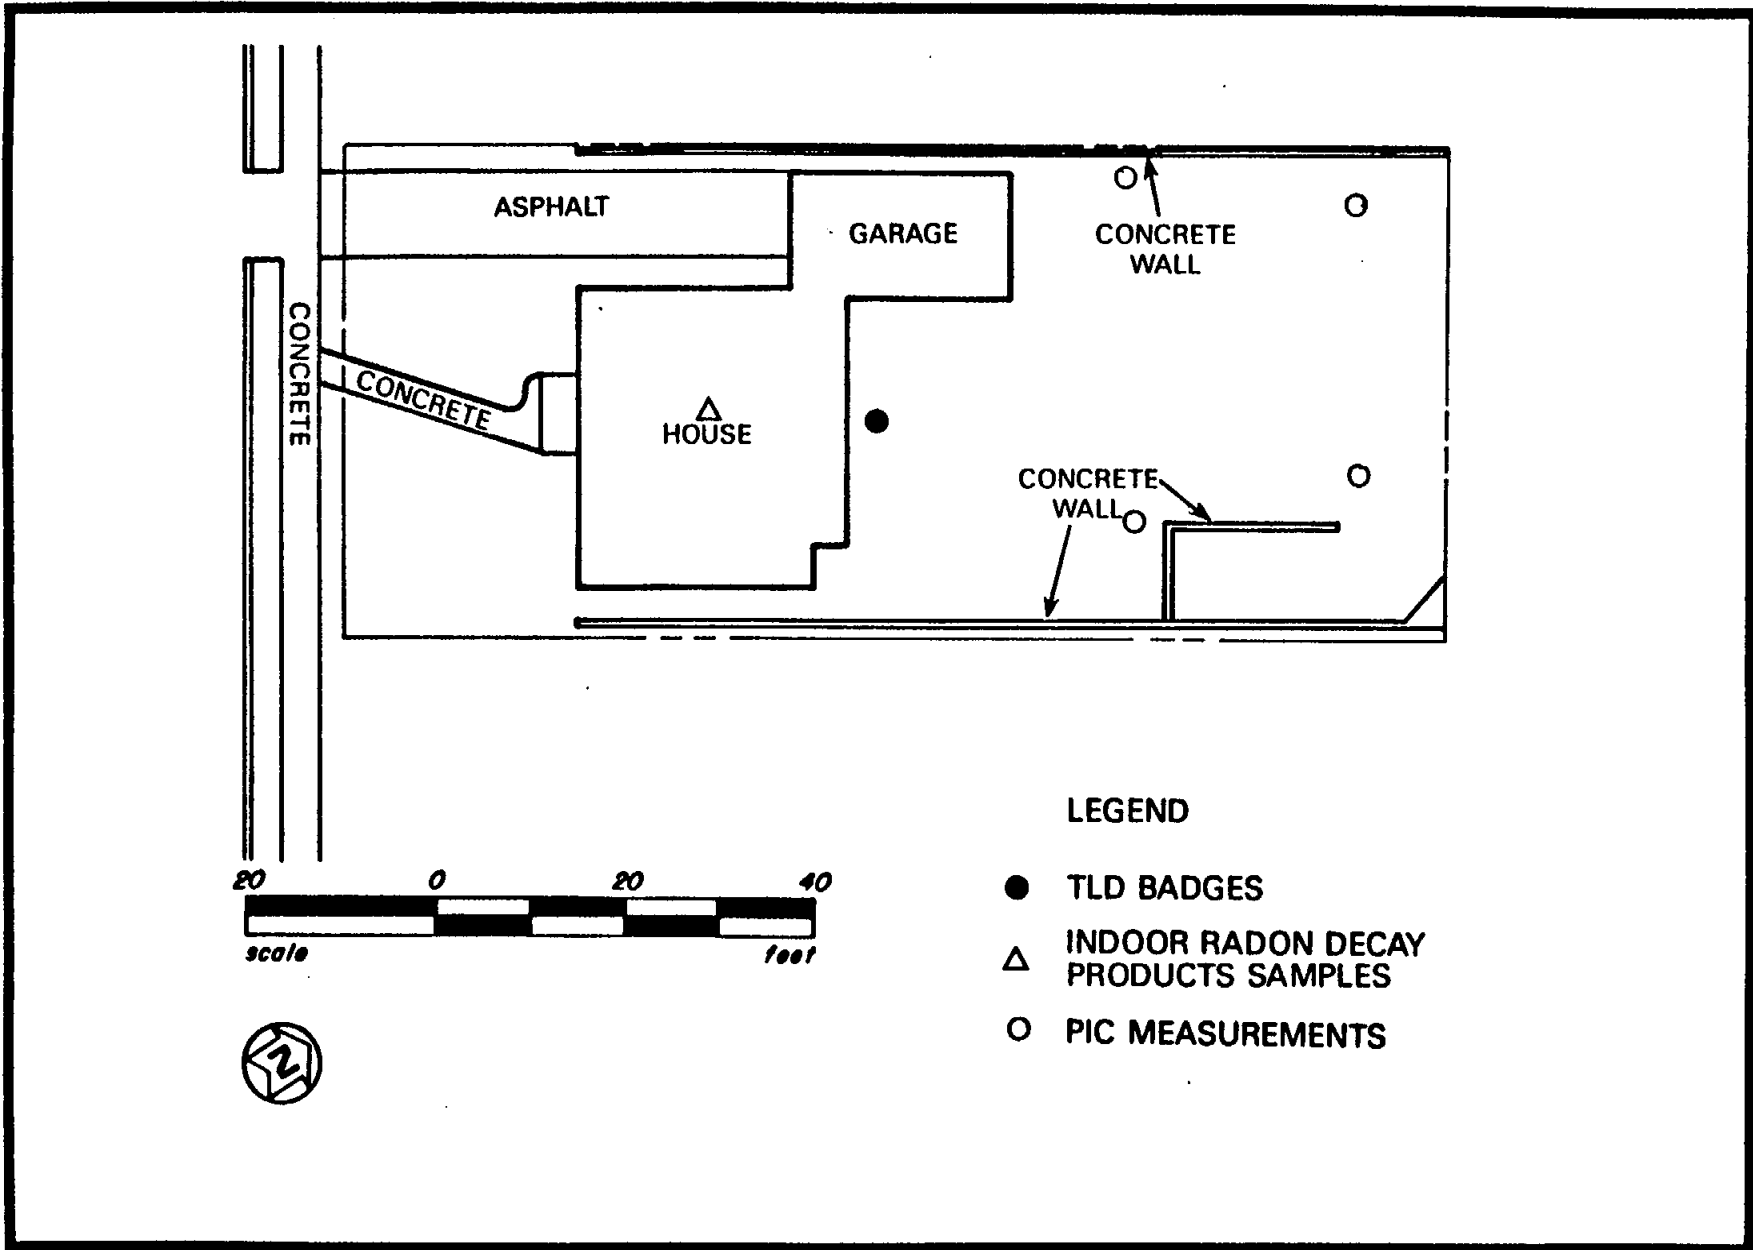 ASPHALT
GARAGE
CONCRETE
WALL
CONCRETE
CONCRETE
HOUSE
CONCRETE
WALL
LEGEND
20 0 20 40
scale feet
TLD BADGES
INDOOR RADON DECAY
PRODUCTS SAMPLES
PIC MEASUREMENTS
N